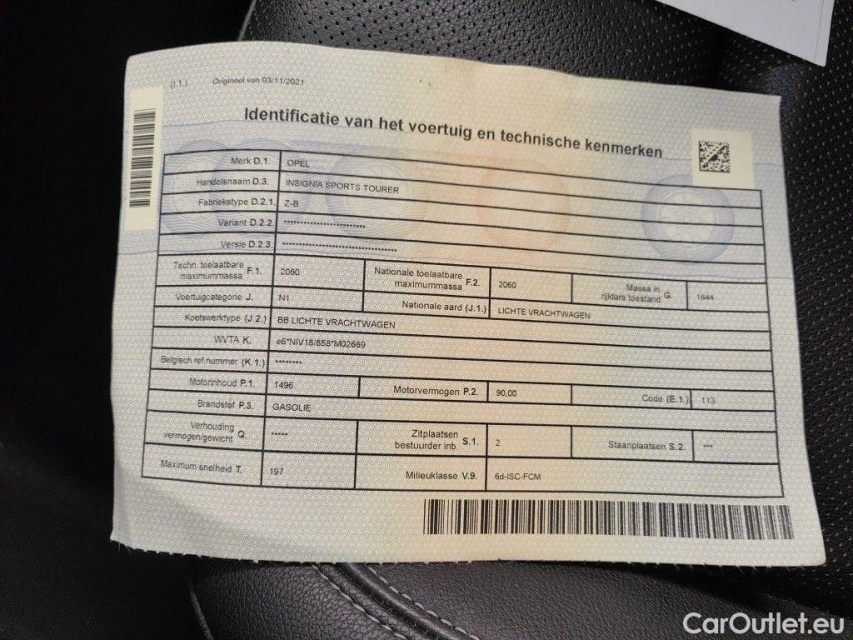 (I.1.) Origineel van 03/11/2021
Identificatie van het voertuig en technische kenmerken
Merk D.1. OPEL
Handelsnaam D.3. INSIGNIA SPORTS TOURER
Fabriekstype D.2.1. Z-B
Variant D.2.2. ********************
Versie D.2.3. ****************************
Techn. toelaatbare maximummassa F.1. 2060 Nationale toelaatbare maximummassa F.2. 2060 Massa in rijklare toestand G. 1644
Voertuigcategorie J. N1 Nationale aard (J.1.) LICHTE VRACHTWAGEN
Koetswerktype (J.2.) BB LICHTE VRACHTWAGEN
WVTA K. e6*NIV18/858*M02669
Belgisch ref.nummer (K.1.) ********
Motorinhoud P.1. 1496 Motorvermogen P.2. 90,00 Code (E.1.) 113
Brandstof P.3. GASOLIE
Verhouding vermogen/gewicht Q. ***** Zitplaatsen bestuurder inb. S.1. 2 Staanplaatsen S.2. ***
Maximum snelheid T. 197 Milieuklasse V.9. 6d-ISC-FCM
CarOutlet.eu